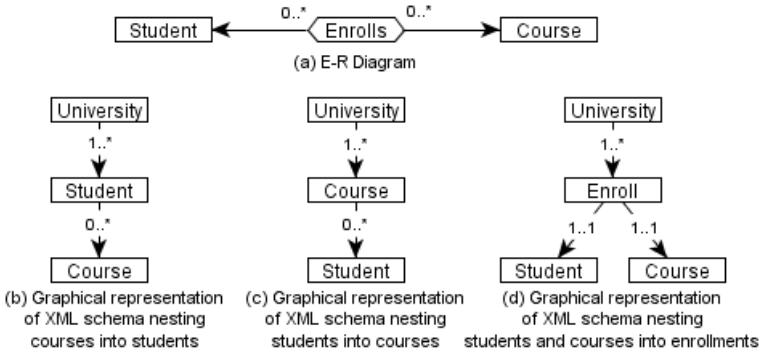 0..* 0..*
Student Enrolls Course
(a) E-R Diagram
University
1..*
Student
0..*
Course
(b) Graphical representation
of XML schema nesting
courses into students
University
1..*
Course
0..*
Student
(c) Graphical representation
of XML schema nesting
students into courses
University
1..*
Enroll
1..1 1..1
Student Course
(d) Graphical representation
of XML schema nesting
students and courses into enrollments